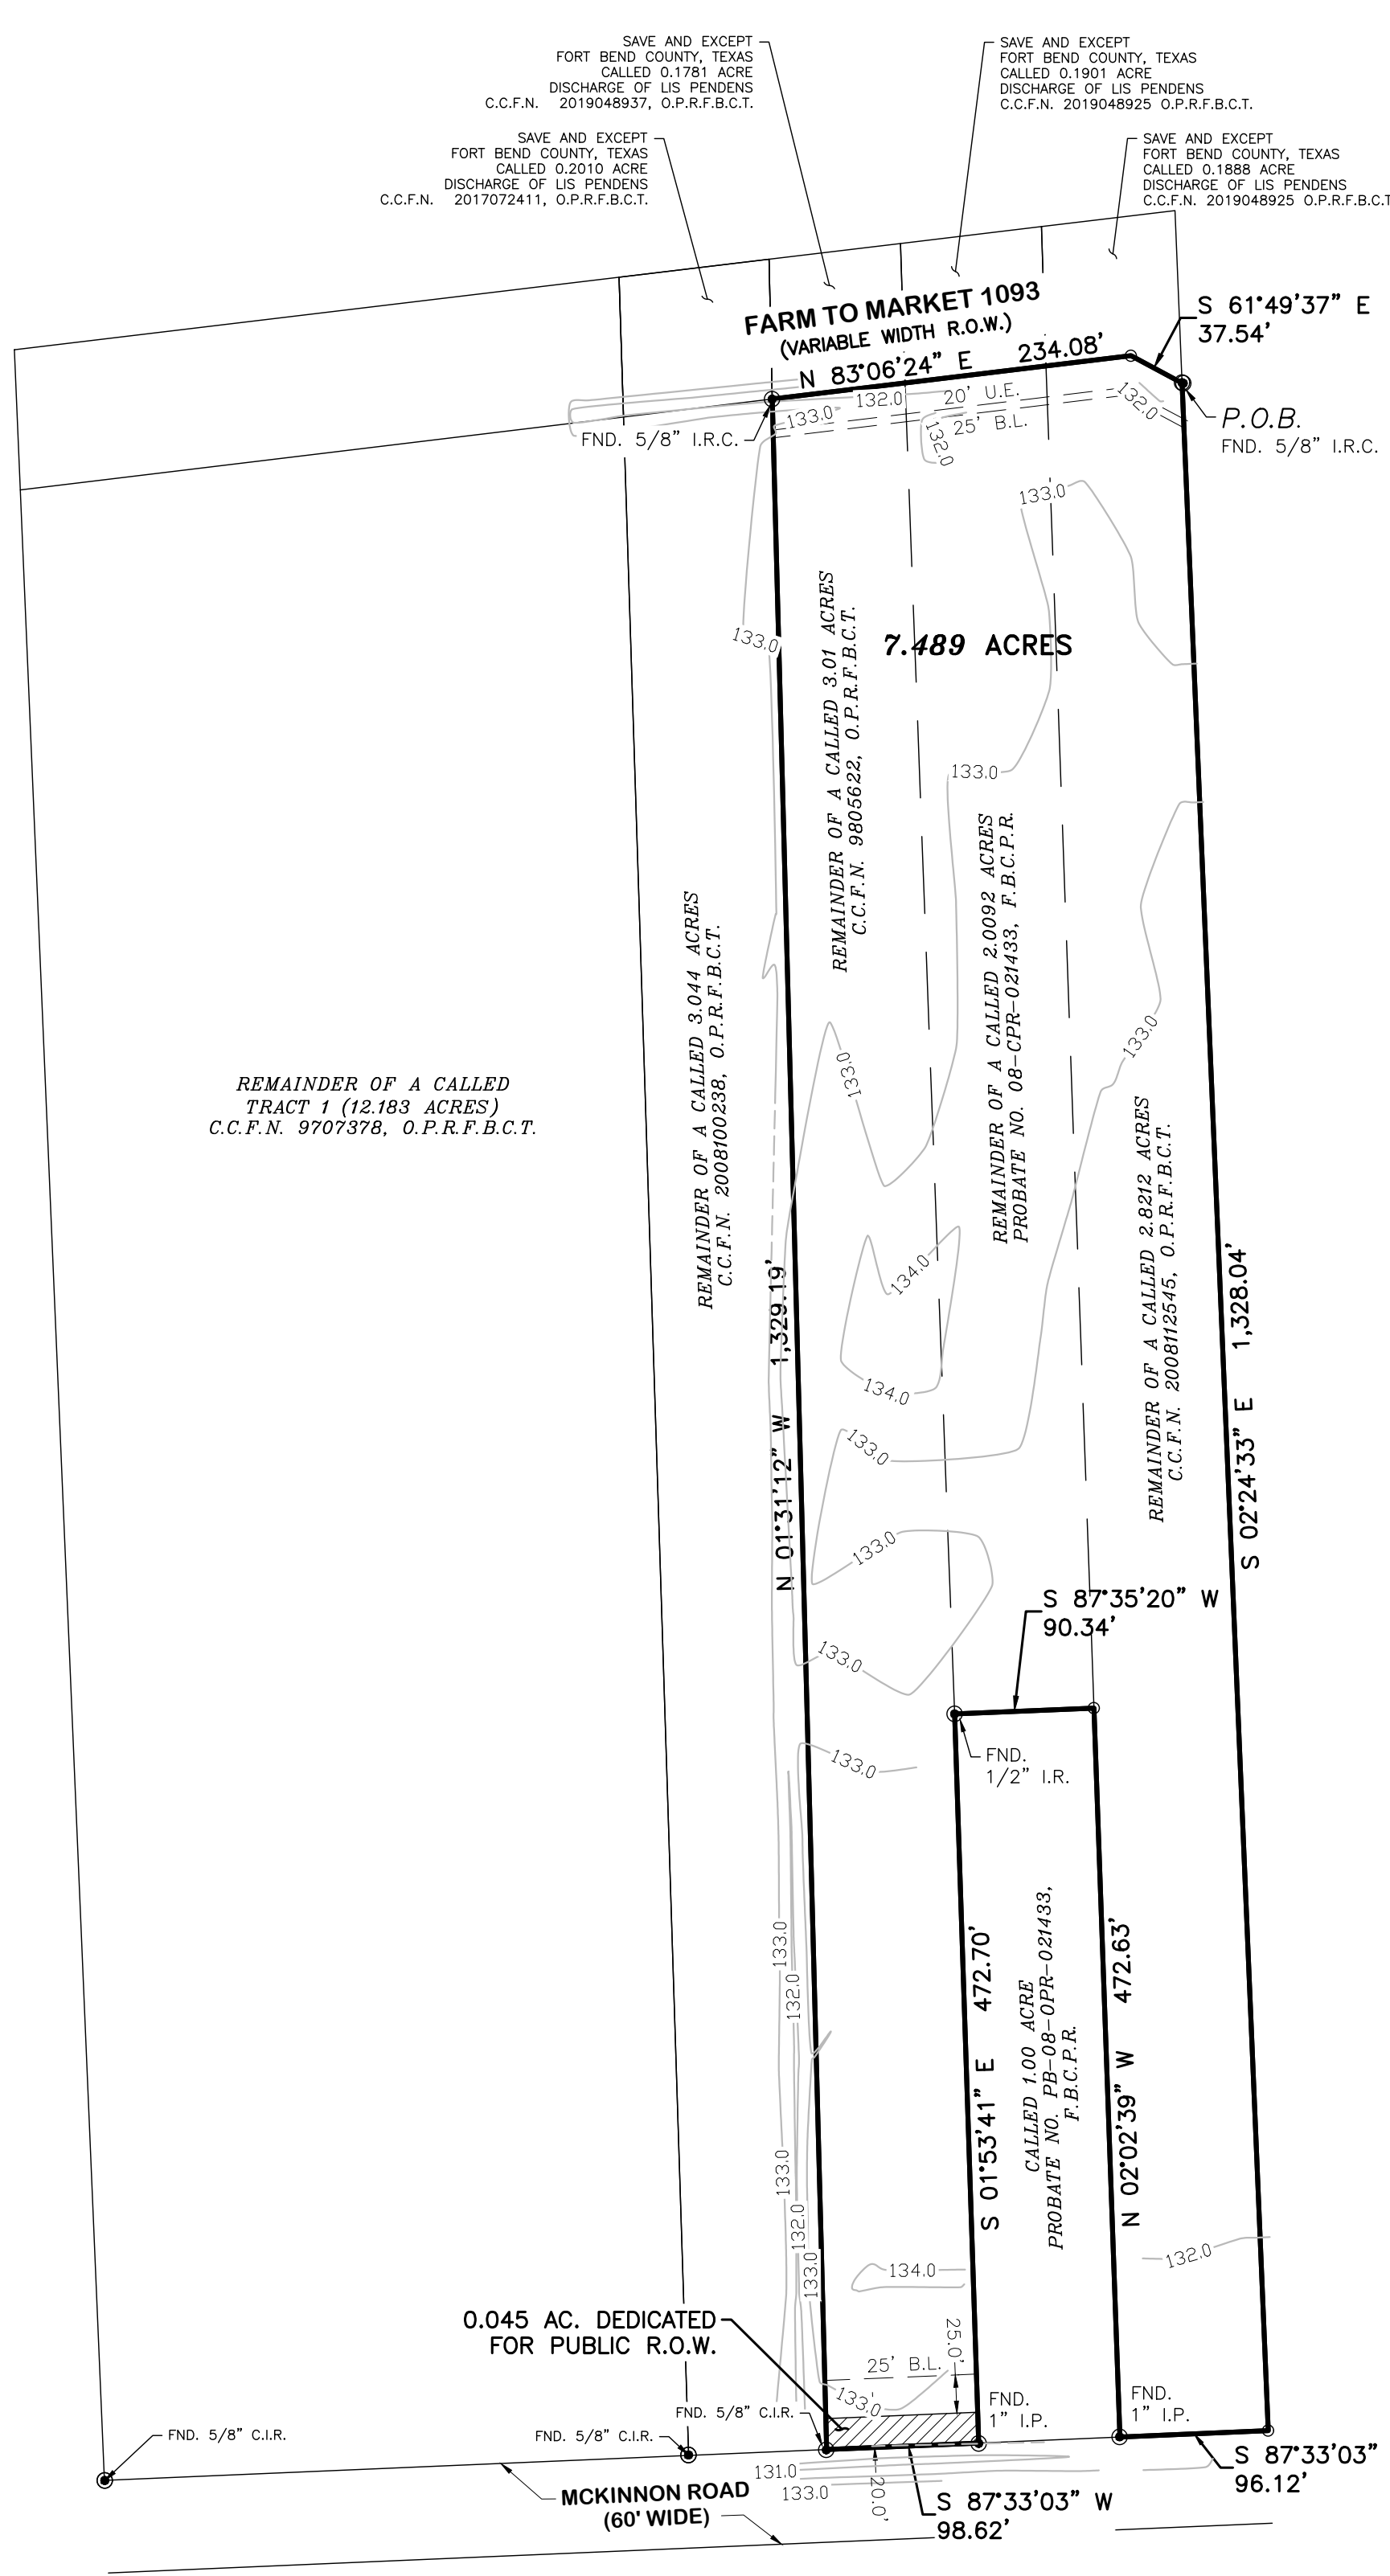 SAVE AND EXCEPT
FORT BEND COUNTY, TEXAS
CALLED 0.1781 ACRE
DISCHARGE OF LIS PENDENS
C.C.F.N. 2019048937, O.P.R.F.B.C.T.
SAVE AND EXCEPT
FORT BEND COUNTY, TEXAS
CALLED 0.1901 ACRE
DISCHARGE OF LIS PENDENS
C.C.F.N. 2019048925 O.P.R.F.B.C.T.
SAVE AND EXCEPT
FORT BEND COUNTY, TEXAS
CALLED 0.2010 ACRE
DISCHARGE OF LIS PENDENS
C.C.F.N. 2017072411, O.P.R.F.B.C.T.
SAVE AND EXCEPT
FORT BEND COUNTY, TEXAS
CALLED 0.1888 ACRE
DISCHARGE OF LIS PENDENS
C.C.F.N. 2019048925 O.P.R.F.B.C.T
FARM TO MARKET 1093
(VARIABLE WIDTH R.O.W.)
N 83°06'24" E 234.08'
S 61°49'37" E
37.54'
133.0
132.0
20' U.E.
25' B.L.
132.0
132.0
P.O.B.
FND. 5/8" I.R.C.
FND. 5/8" I.R.C.
133.0
133.0
7.489 ACRES
REMAINDER OF A CALLED 3.01 ACRES
C.C.F.N. 9805622, O.P.R.F.B.C.T.
133.0
REMAINDER OF A CALLED 2.0092 ACRES
PROBATE NO. 08-CPR-021433, F.B.C.P.R.
REMAINDER OF A CALLED 3.044 ACRES
C.C.F.N. 2008100238, O.P.R.F.B.C.T.
REMAINDER OF A CALLED
TRACT 1 (12.183 ACRES)
C.C.F.N. 9707378, O.P.R.F.B.C.T.
133.0
133.0
REMAINDER OF A CALLED 2.8212 ACRES
C.C.F.N. 2008112545, O.P.R.F.B.C.T.
134.0
134.0
N 01°31'12" W 1,329.19'
S 02°24'33" E 1,328.04'
133.0
133.0
133.0
S 87°35'20" W
90.34'
FND.
1/2" I.R.
133.0
133.0
132.0
S 01°53'41" E 472.70'
CALLED 1.00 ACRE
PROBATE NO. PB-08-0PR-021433,
F.B.C.P.R.
N 02°02'39" W 472.63'
133.0
132.0
133.0
134.0
132.0
0.045 AC. DEDICATED
FOR PUBLIC R.O.W.
25' B.L.
25.0'
133.0
FND.
1" I.P.
FND.
1" I.P.
FND. 5/8" C.I.R.
FND. 5/8" C.I.R.
FND. 5/8" C.I.R.
131.0
133.0
20.0'
S 87°33'03" W
98.62'
S 87°33'03"
96.12'
MCKINNON ROAD
(60' WIDE)